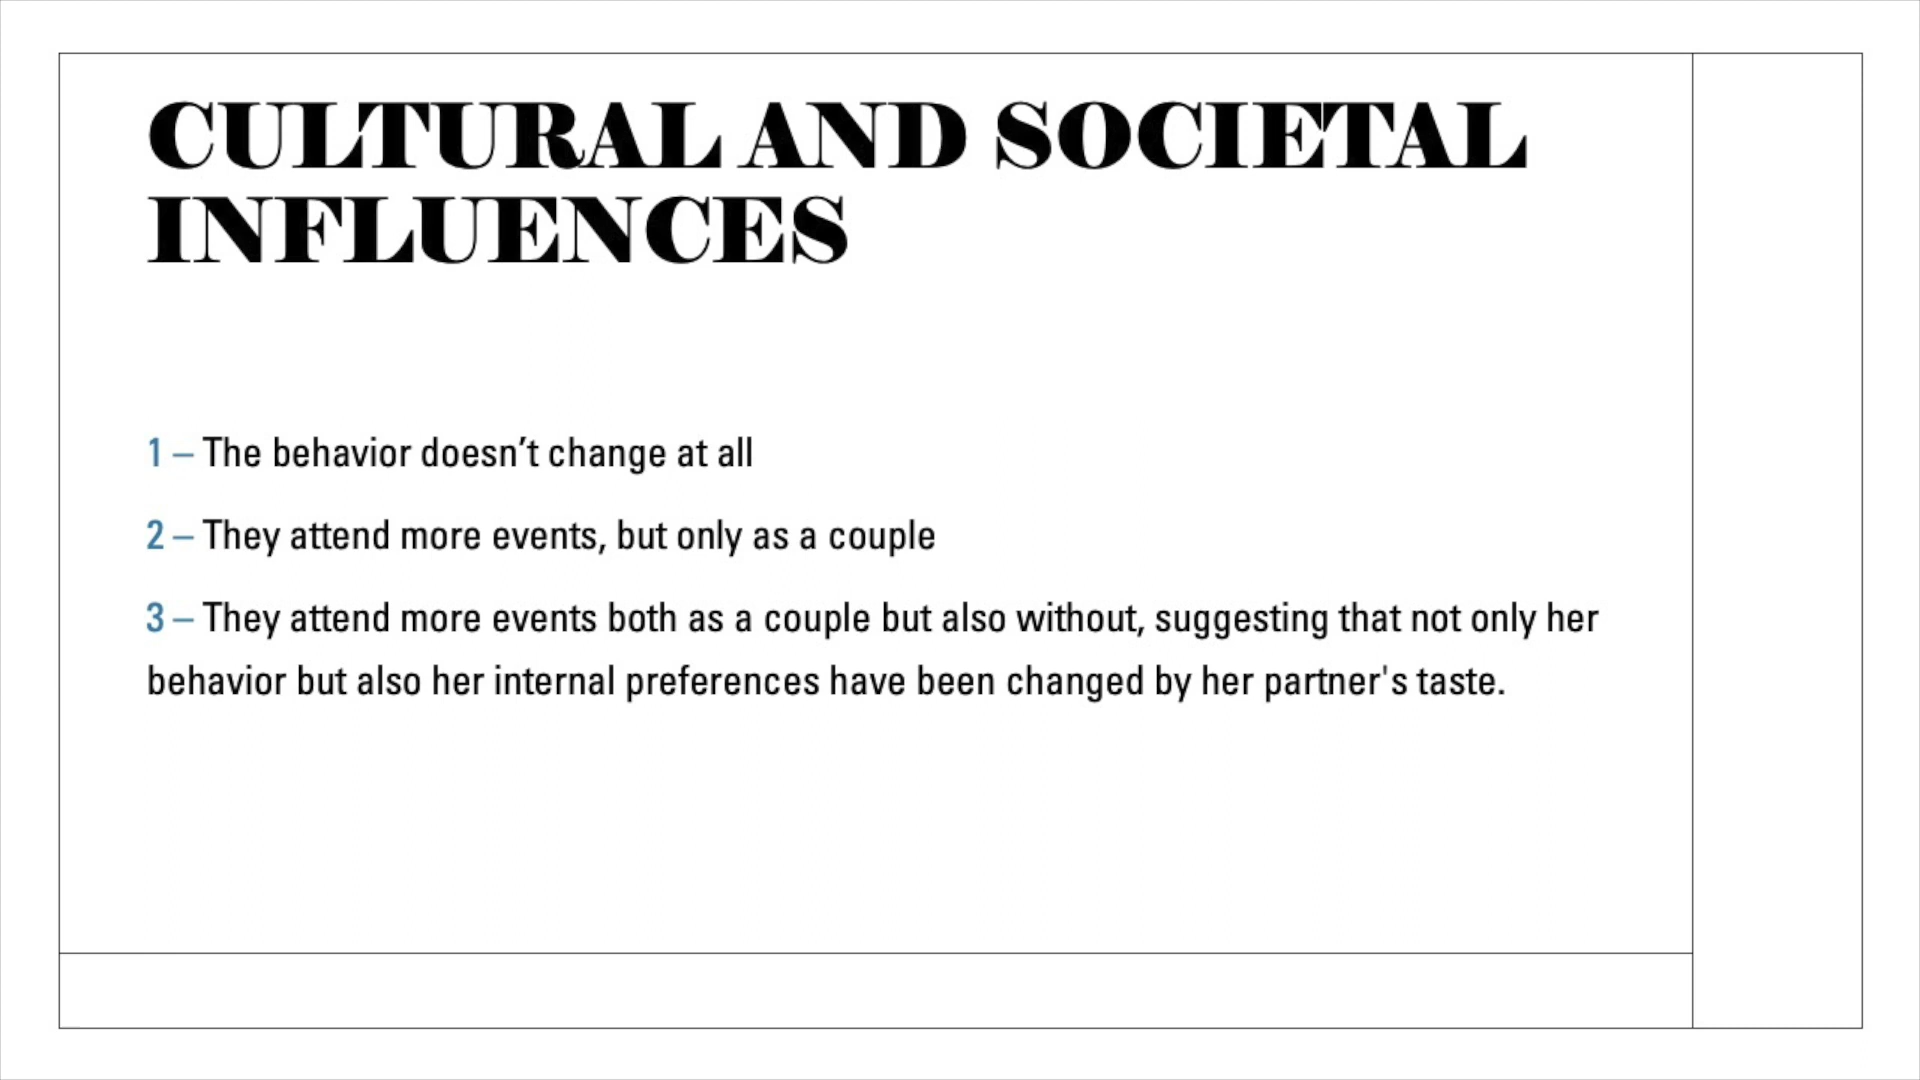 CULTURAL AND SOCIETAL
INFLUENCES
1 – The behavior doesn’t change at all
2 – They attend more events, but only as a couple
3 – They attend more events both as a couple but also without, suggesting that not only her
behavior but also her internal preferences have been changed by her partner's taste.